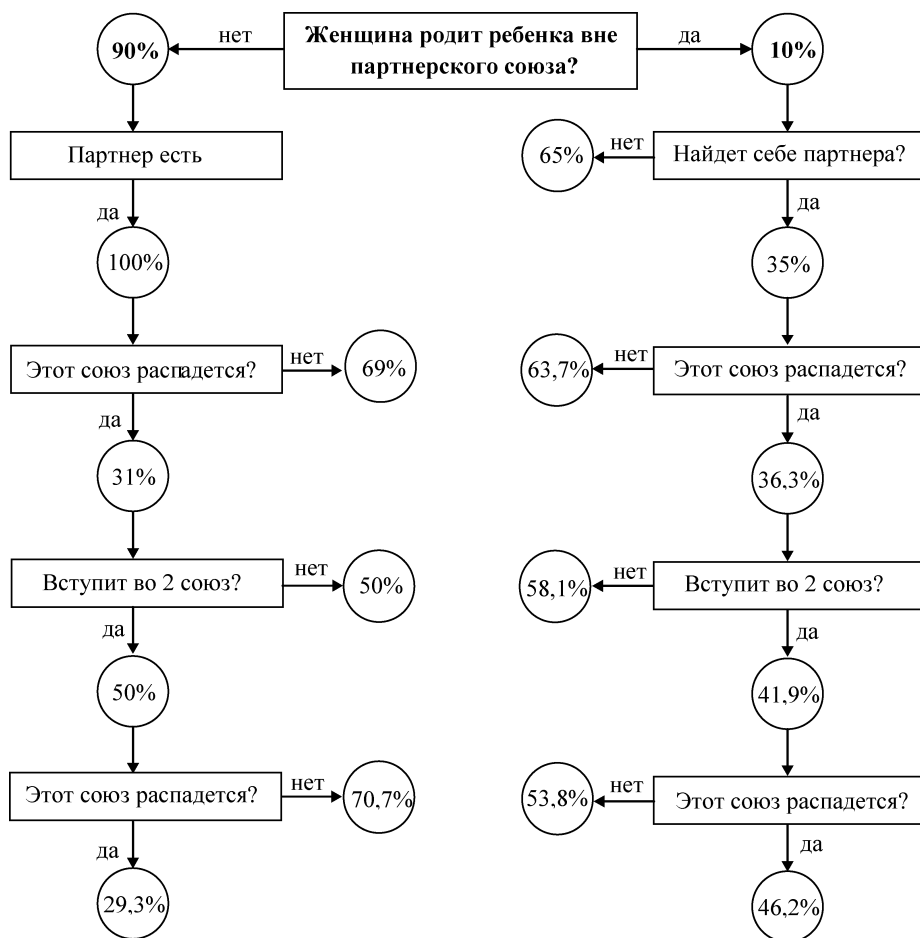 90%
нет
Женщина родит ребенка вне
партнерского союза?
да
10%
Партнер есть
65%
нет
Найдет себе партнера?
да
да
100%
35%
Этот союз распадется?
нет
69%
63,7%
нет
Этот союз распадется?
да
да
31%
36,3%
Вступит во 2 союз?
нет
50%
58,1%
нет
Вступит во 2 союз?
да
да
50%
41,9%
Этот союз распадется?
нет
70,7%
53,8%
нет
Этот союз распадется?
да
да
29,3%
46,2%